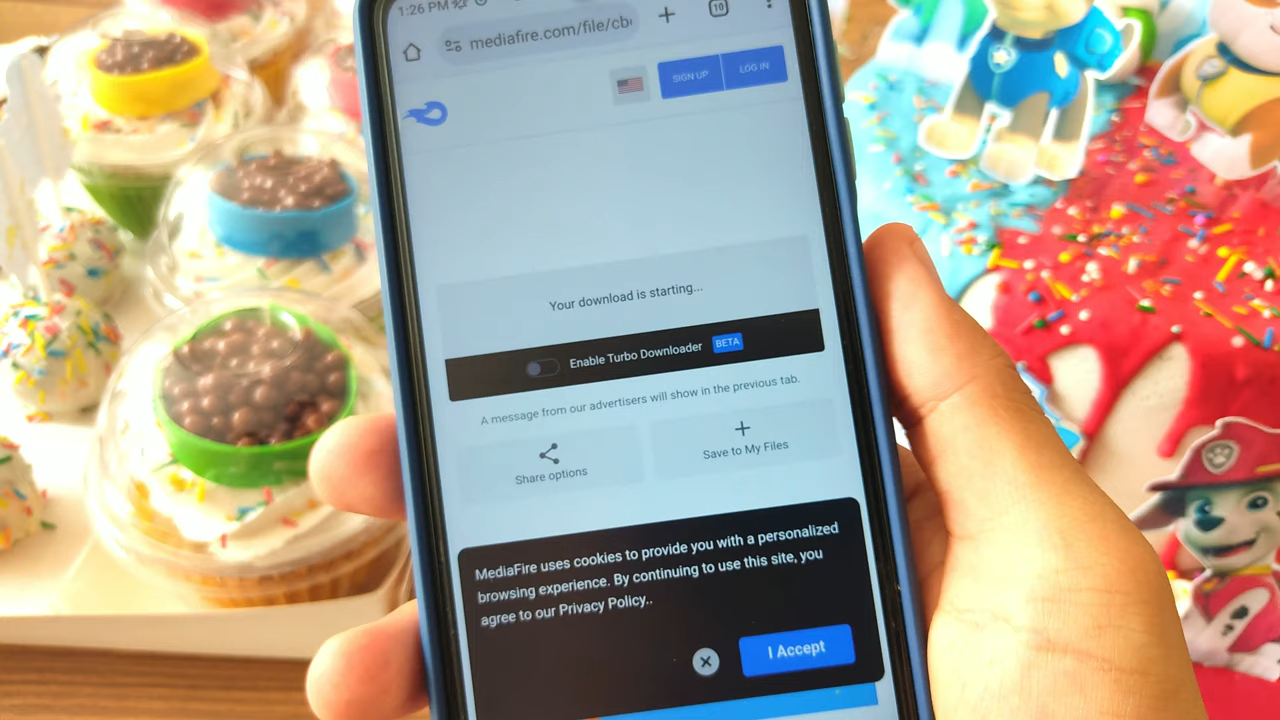 1:26 PM
mediafire.com/file/cb
10
SIGN UP
LOG IN
Your download is starting...
Enable Turbo Downloader BETA
A message from our advertisers will show in the previous tab.
Share options
Save to My Files
MediaFire uses cookies to provide you with a personalized
browsing experience. By continuing to use this site, you
agree to our Privacy Policy..
I Accept